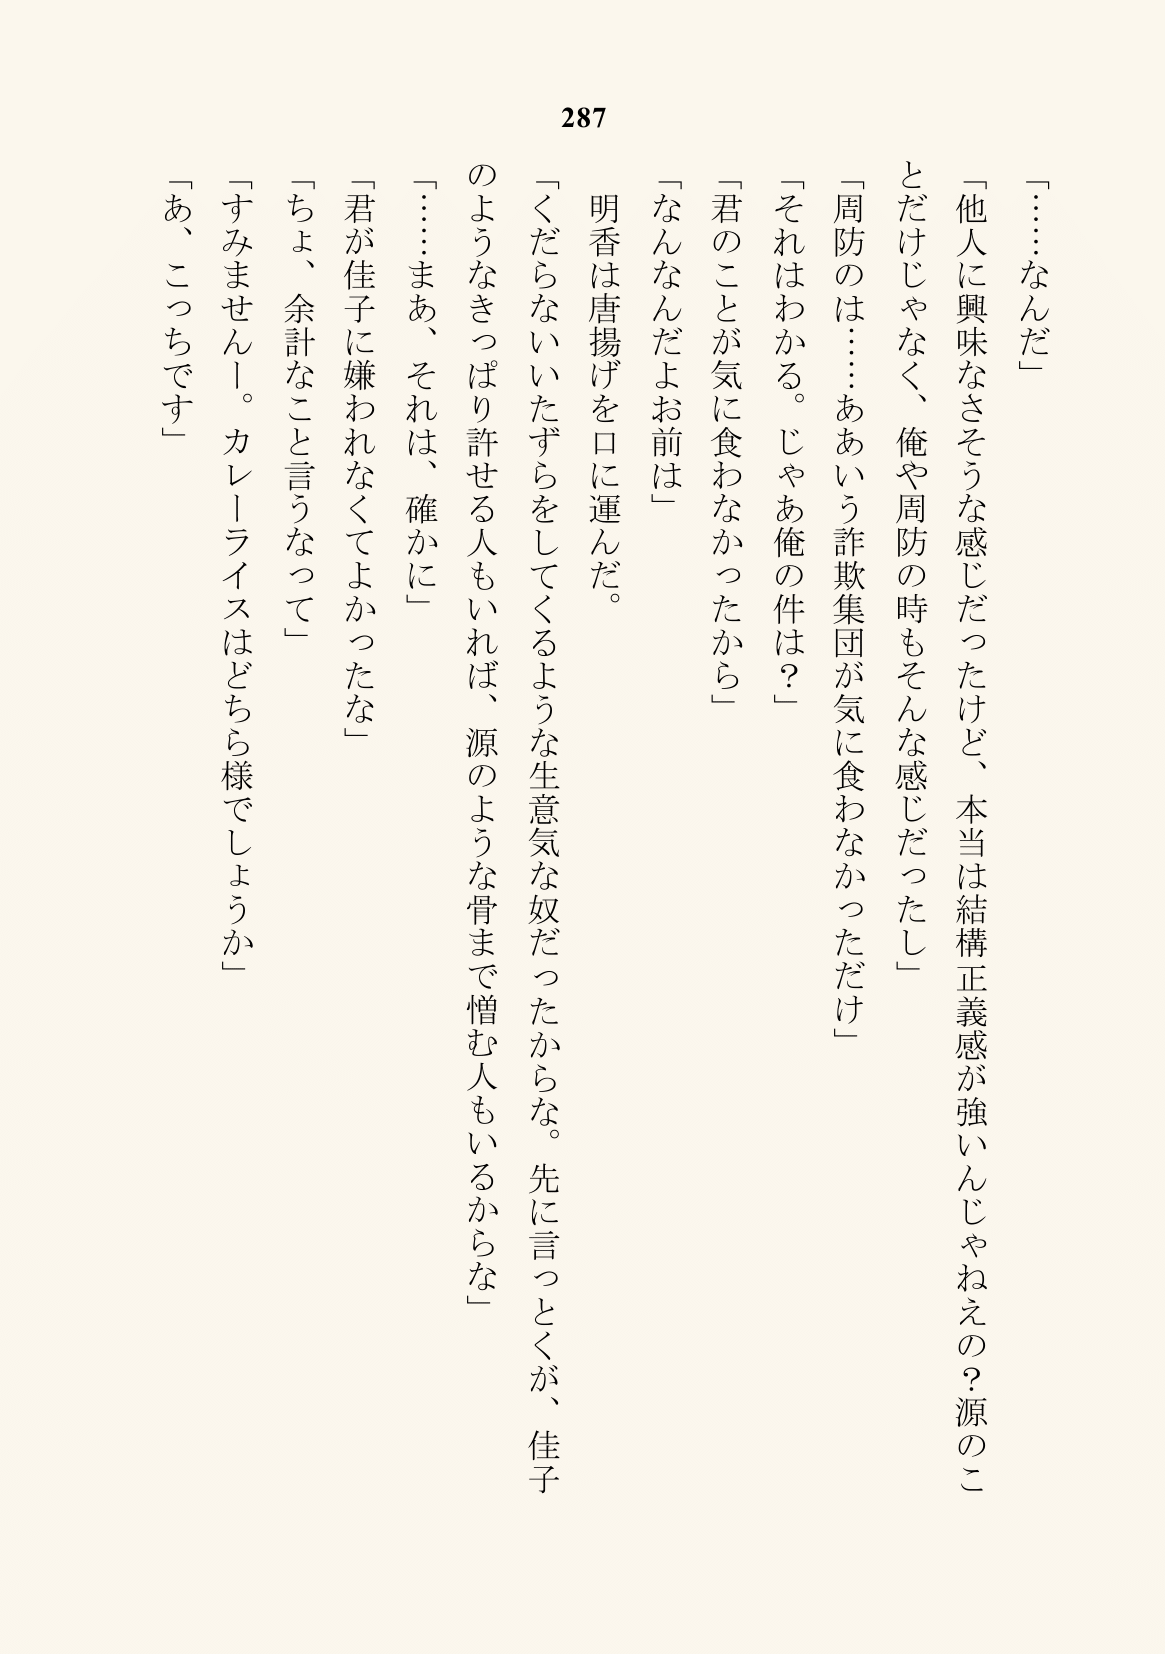 287
「……なんだ」
「他人に興味なさそうな感じだったけど、本当は結構正義感が強いんじゃねえの？源のこ
とだけじゃなく、俺や周防の時もそんな感じだったし」
「周防のは……ああいう詐欺集団が気に食わなかっただけ」
「それはわかる。じゃあ俺の件は？」
「君のことが気に食わなかったから」
「なんなんだよお前は」
　明香は唐揚げを口に運んだ。
「くだらないいたずらをしてくるような生意気な奴だったからな。先に言っとくが、佳子
のようなきっぱり許せる人もいれば、源のような骨まで憎む人もいるからな」
「……まあ、それは、確かに」
「君が佳子に嫌われなくてよかったな」
「ちょ、余計なこと言うなって」
「すみませんー。カレーライスはどちら様でしょうか」
「あ、こっちです」